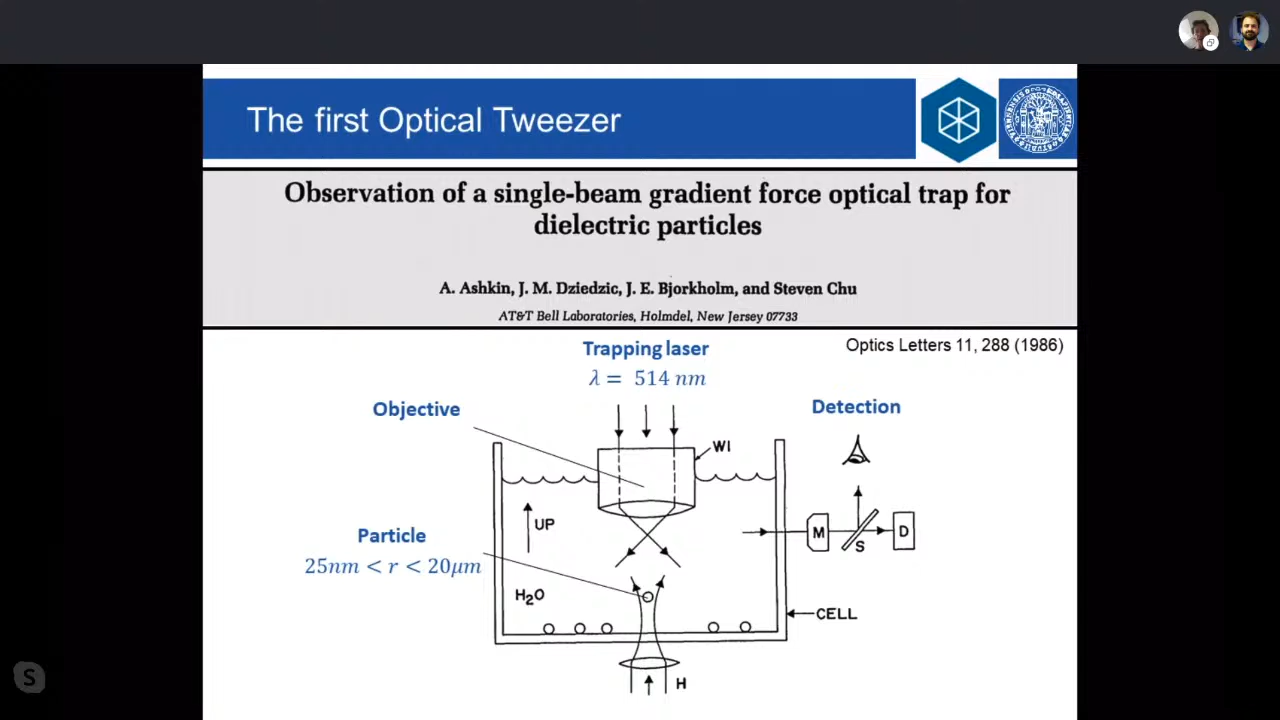 The first Optical Tweezer
Observation of a single-beam gradient force optical trap for
dielectric particles
A. Ashkin, J. M. Dziedzic, J. E. Bjorkholm, and Steven Chu
AT&T Bell Laboratories, Holmdel, New Jersey 07733
Trapping laser
Optics Letters 11, 288 (1986)
λ = 514 nm
Objective
Detection
WI
UP
Particle
25nm < r < 20μm
M
S
D
H₂O
CELL
H
S